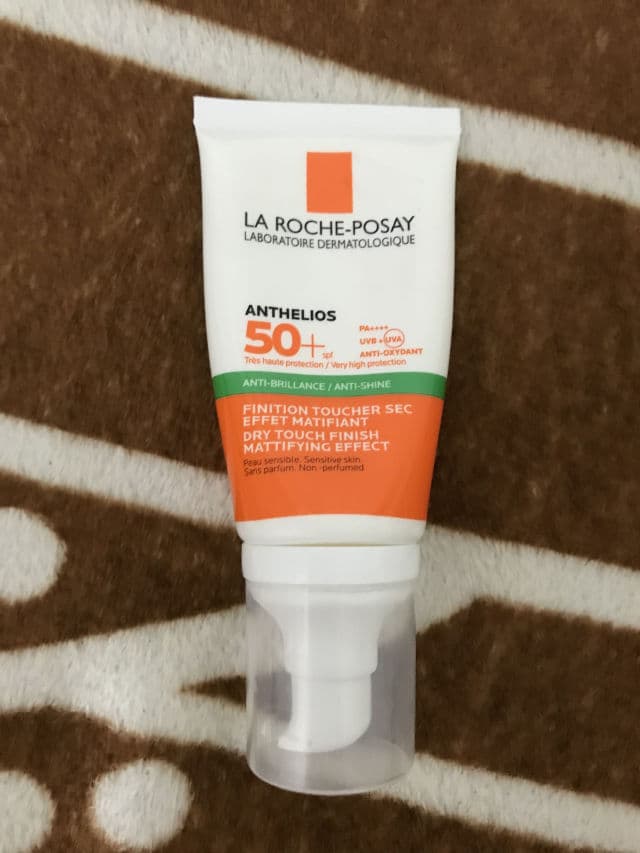 LA ROCHE-POSAY
LABORATOIRE DERMATOLOGIQUE
ANTHELIOS
50+ spf
PA++++
UVB + UVA
ANTI-OXYDANT
Très haute protection / Very high protection
ANTI-BRILLANCE / ANTI-SHINE
FINITION TOUCHER SEC
EFFET MATIFIANT
DRY TOUCH FINISH
MATTIFYING EFFECT
Peau sensible. Sensitive skin.
Sans parfum. Non-perfumed